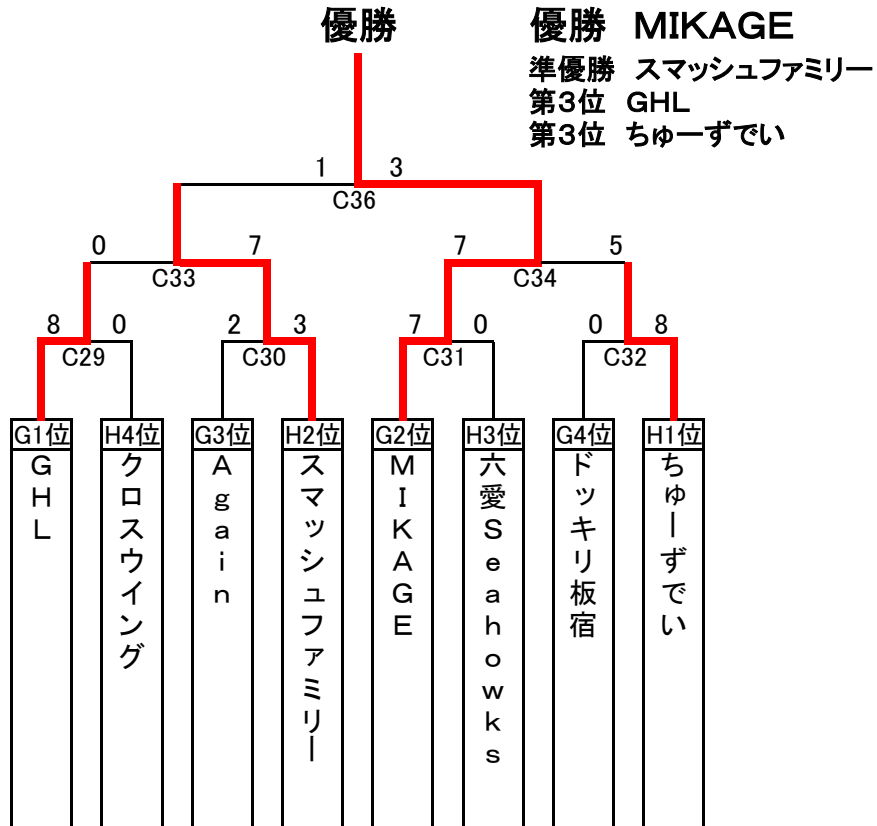 優勝
優勝 MIKAGE
準優勝 スマッシュファミリー
第3位 GHL
第3位 ちゅーずでい
1 3
C36
0 7 7 5
C33 C34
8 0 2 3 7 0 0 8
C29 C30 C31 C32
G1位 H4位 G3位 H2位 G2位 H3位 G4位 H1位
GHL
クロスウイング
Again
スマッシュファミリー
MIKAGE
六愛Seahowks
ドッキリ板宿
ちゅーずでい